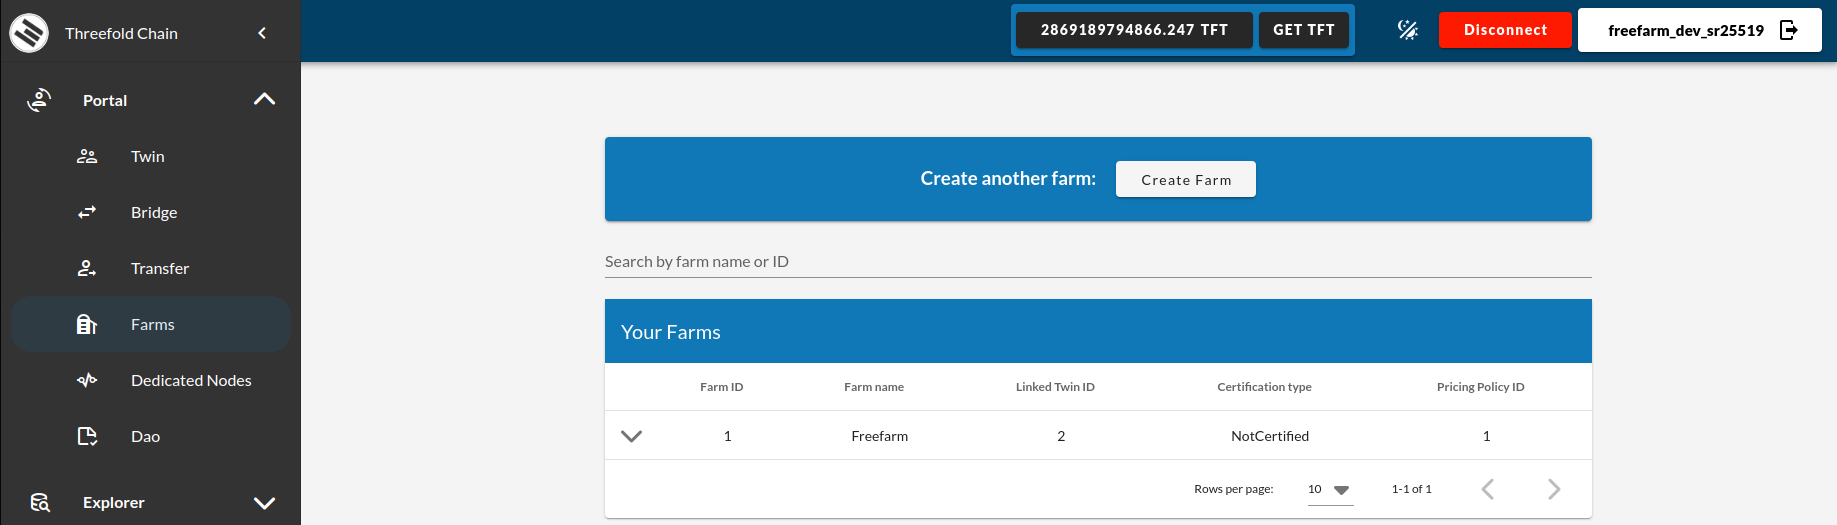 Threefold Chain
2869189794866.247 TFT
GET TFT
Disconnect
freefarm_dev_sr25519
Portal
Twin
Bridge
Transfer
Farms
Dedicated Nodes
Dao
Explorer
Create another farm:
Create Farm
Search by farm name or ID
Your Farms
Farm ID Farm name Linked Twin ID Certification type Pricing Policy ID
1 Freefarm 2 NotCertified 1
Rows per page: 10 1-1 of 1